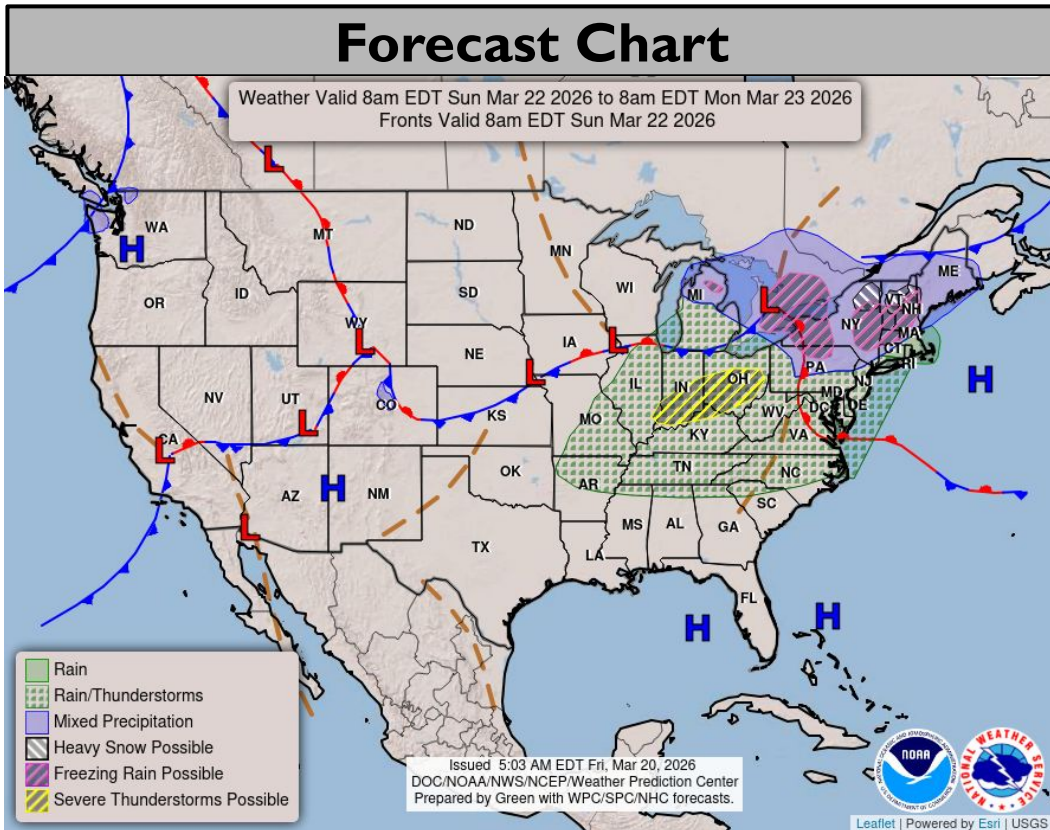 Forecast Chart
Weather Valid 8am EDT Sun Mar 22 2026 to 8am EDT Mon Mar 23 2026
Fronts Valid 8am EDT Sun Mar 22 2026
L
WA
H
MT
ND
MN
ME
OR
ID
SD
WI
MI
L
VT
NH
NY
WY
L
MA
CT
RI
NE
IA
L
L
PA
NJ
NV
UT
CO
IL
IN
OH
MD
DE
DC
H
L
KS
MO
WV
VA
KY
CA
L
AZ
H
NM
OK
AR
TN
NC
SC
L
TX
MS
AL
GA
LA
FL
H
H
Rain
Rain/Thunderstorms
Mixed Precipitation
Heavy Snow Possible
Freezing Rain Possible
Severe Thunderstorms Possible
Issued 5:03 AM EDT Fri, Mar 20, 2026
DOC/NOAA/NWS/NCEP/Weather Prediction Center
Prepared by Green with WPC/SPC/NHC forecasts.
NOAA
NATIONAL WEATHER SERVICE
Leaflet | Powered by Esri | USGS